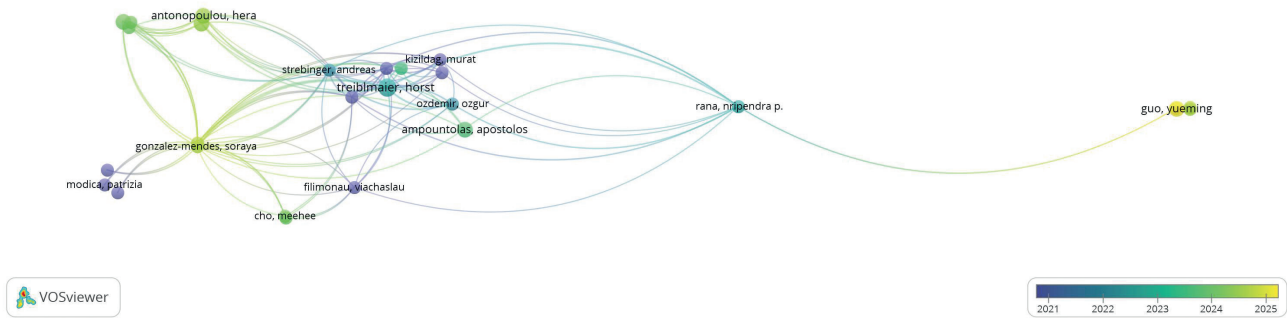 antonopoulou, hera
kizildag, murat
strebinger, andreas
treiblmaier, horst
ozdemir, ozgur
rana, nripendra p.
guo, yueming
ampountolas, apostolos
gonzalez-mendes, soraya
modica, patrizia
filimonau, viachaslau
cho, meehee
VOSviewer
2021 2022 2023 2024 2025